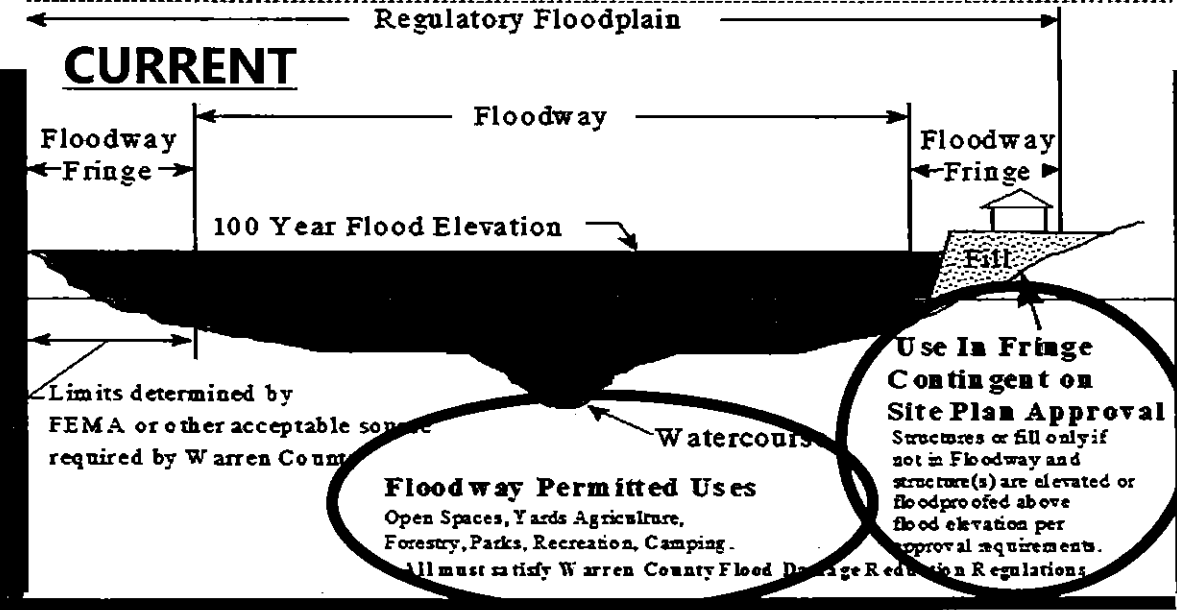 Regulatory Floodplain
CURRENT
Floodway
Floodway
Fringe
Floodway
Fringe
100 Year Flood Elevation
Fill
Limits determined by
FEMA or other acceptable
required by Warren
Watercourse
Use In Fringe
Contingent on
Site Plan Approval
Structures or fill only if
not in Floodway and
structure(s) are elevated or
floodproofed above
flood elevation per
approval requirements.
Floodway Permitted Uses
Open Spaces, Yards Agriculture,
Forestry, Parks, Recreation, Camping.
All must satisfy Warren County Flood Damage Reduction Regulations